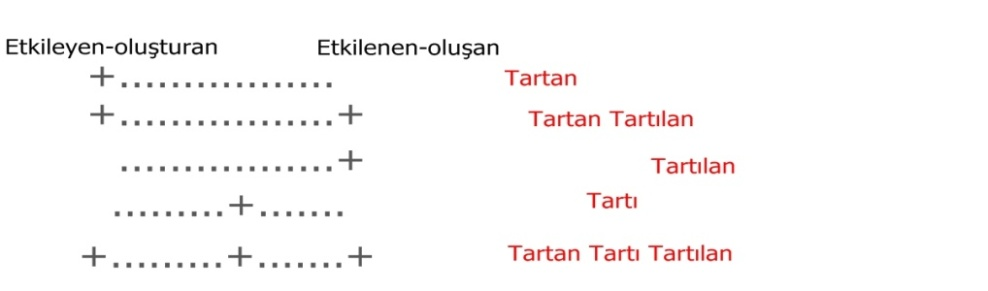 Etkileyen-oluşturan Etkilenen-oluşan
+................. Tartan
+.................+ Tartan Tartılan
.................+ Tartılan
.........+....... Tartı
+.........+.......+ Tartan Tartı Tartılan